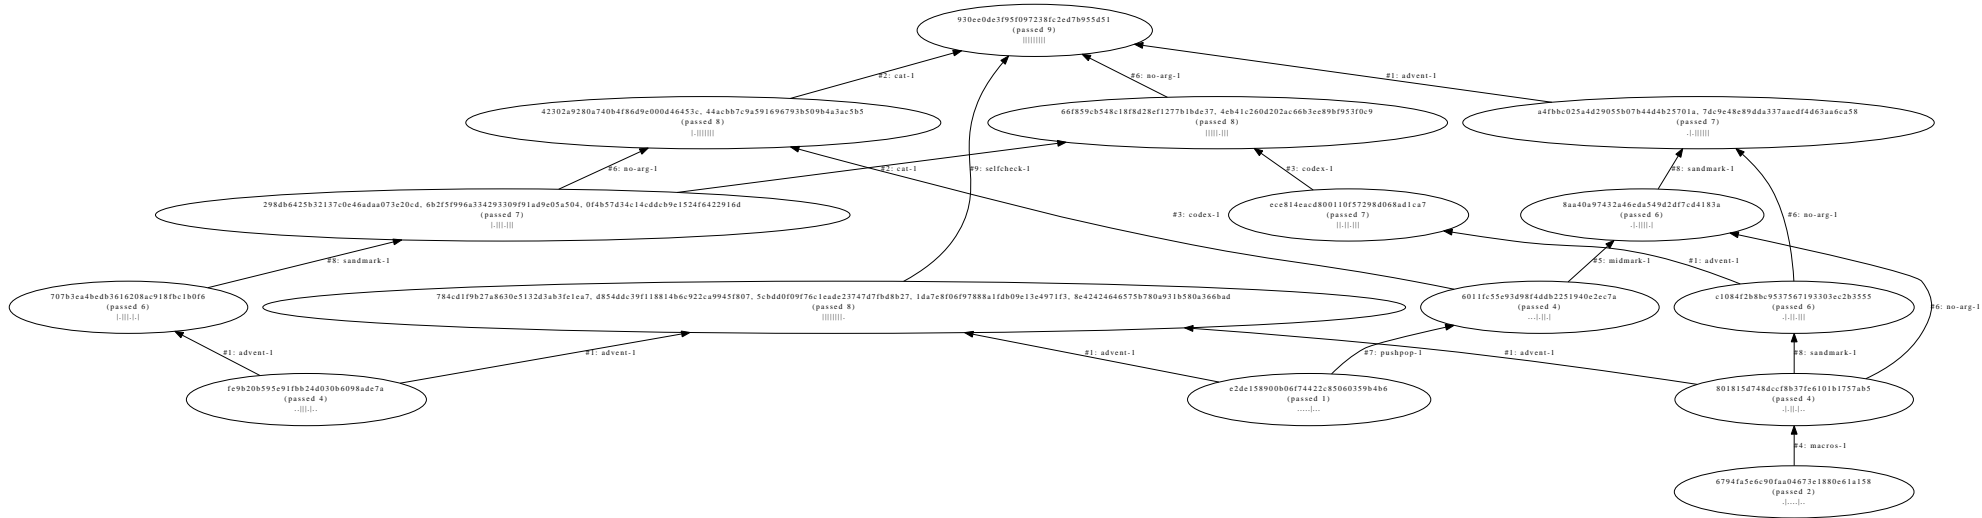 930ee0de3f95f097238fc2ed7b955d51
(passed 9)
|||||||||
#2: cat-1
#6: no-arg-1
#1: advent-1
42302a9280a740b4f86d9e000d46453c, 44acbb7c9a591696793b509b4a3ac5b5
(passed 8)
|.|||||||
66f859cb548c18f8d28ef1277b1bde37, 4eb41c260d202ac66b3ee89bf953f0c9
(passed 8)
|||||.|||
a4fbbc025a4d29055b07b44d4b25701a, 7dc9e48e89dda337aaedf4d63aa6ca58
(passed 7)
.|.||||||
#6: no-arg-1
#2: cat-1
#9: selfcheck-1
#3: codex-1
#8: sandmark-1
298db6425b32137c0e46adaa073e20cd, 6b2f5f996a334293309f91ad9e05a504, 0f4b57d34c14cddcb9e1524f6422916d
(passed 7)
|.|||.|||
#3: codex-1
ece814eacd800110f57298d068ad1ca7
(passed 7)
||.||.|||
8aa40a97432a46eda549d2df7cd4183a
(passed 6)
.|.||||.|
#6: no-arg-1
#8: sandmark-1
#5: midmark-1
#1: advent-1
707b3ea4bedb3616208ac918fbc1b0f6
(passed 6)
|.|||.|.|
784cd1f9b27a8630e5132d3ab3fe1ea7, d854ddc39f118814b6c922ca9945f807, 5cbdd0f09f76c1eade23747d7fbd8b27, 1da7e8f06f97888a1fdb09e13e4971f3, 8e42424646575b780a931b580a366bad
(passed 8)
||||||||.
6011fc55e93d98f4ddb2251940e2ec7a
(passed 4)
...|.||.|
c1084f2b8bc9537567193303ec2b3555
(passed 6)
.|.||.|||
#6: no-arg-1
#1: advent-1
#1: advent-1
#1: advent-1
#7: pushpop-1
#1: advent-1
#8: sandmark-1
fe9b20b595e91fbb24d030b6098ade7a
(passed 4)
..|||.|..
e2de158900b06f74422c85060359b4b6
(passed 1)
.....|...
801815d748dccf8b37fe6101b1757ab5
(passed 4)
.|.||.|..
#4: macros-1
6794fa5e6c90faa04673e1880e61a158
(passed 2)
.|....|..